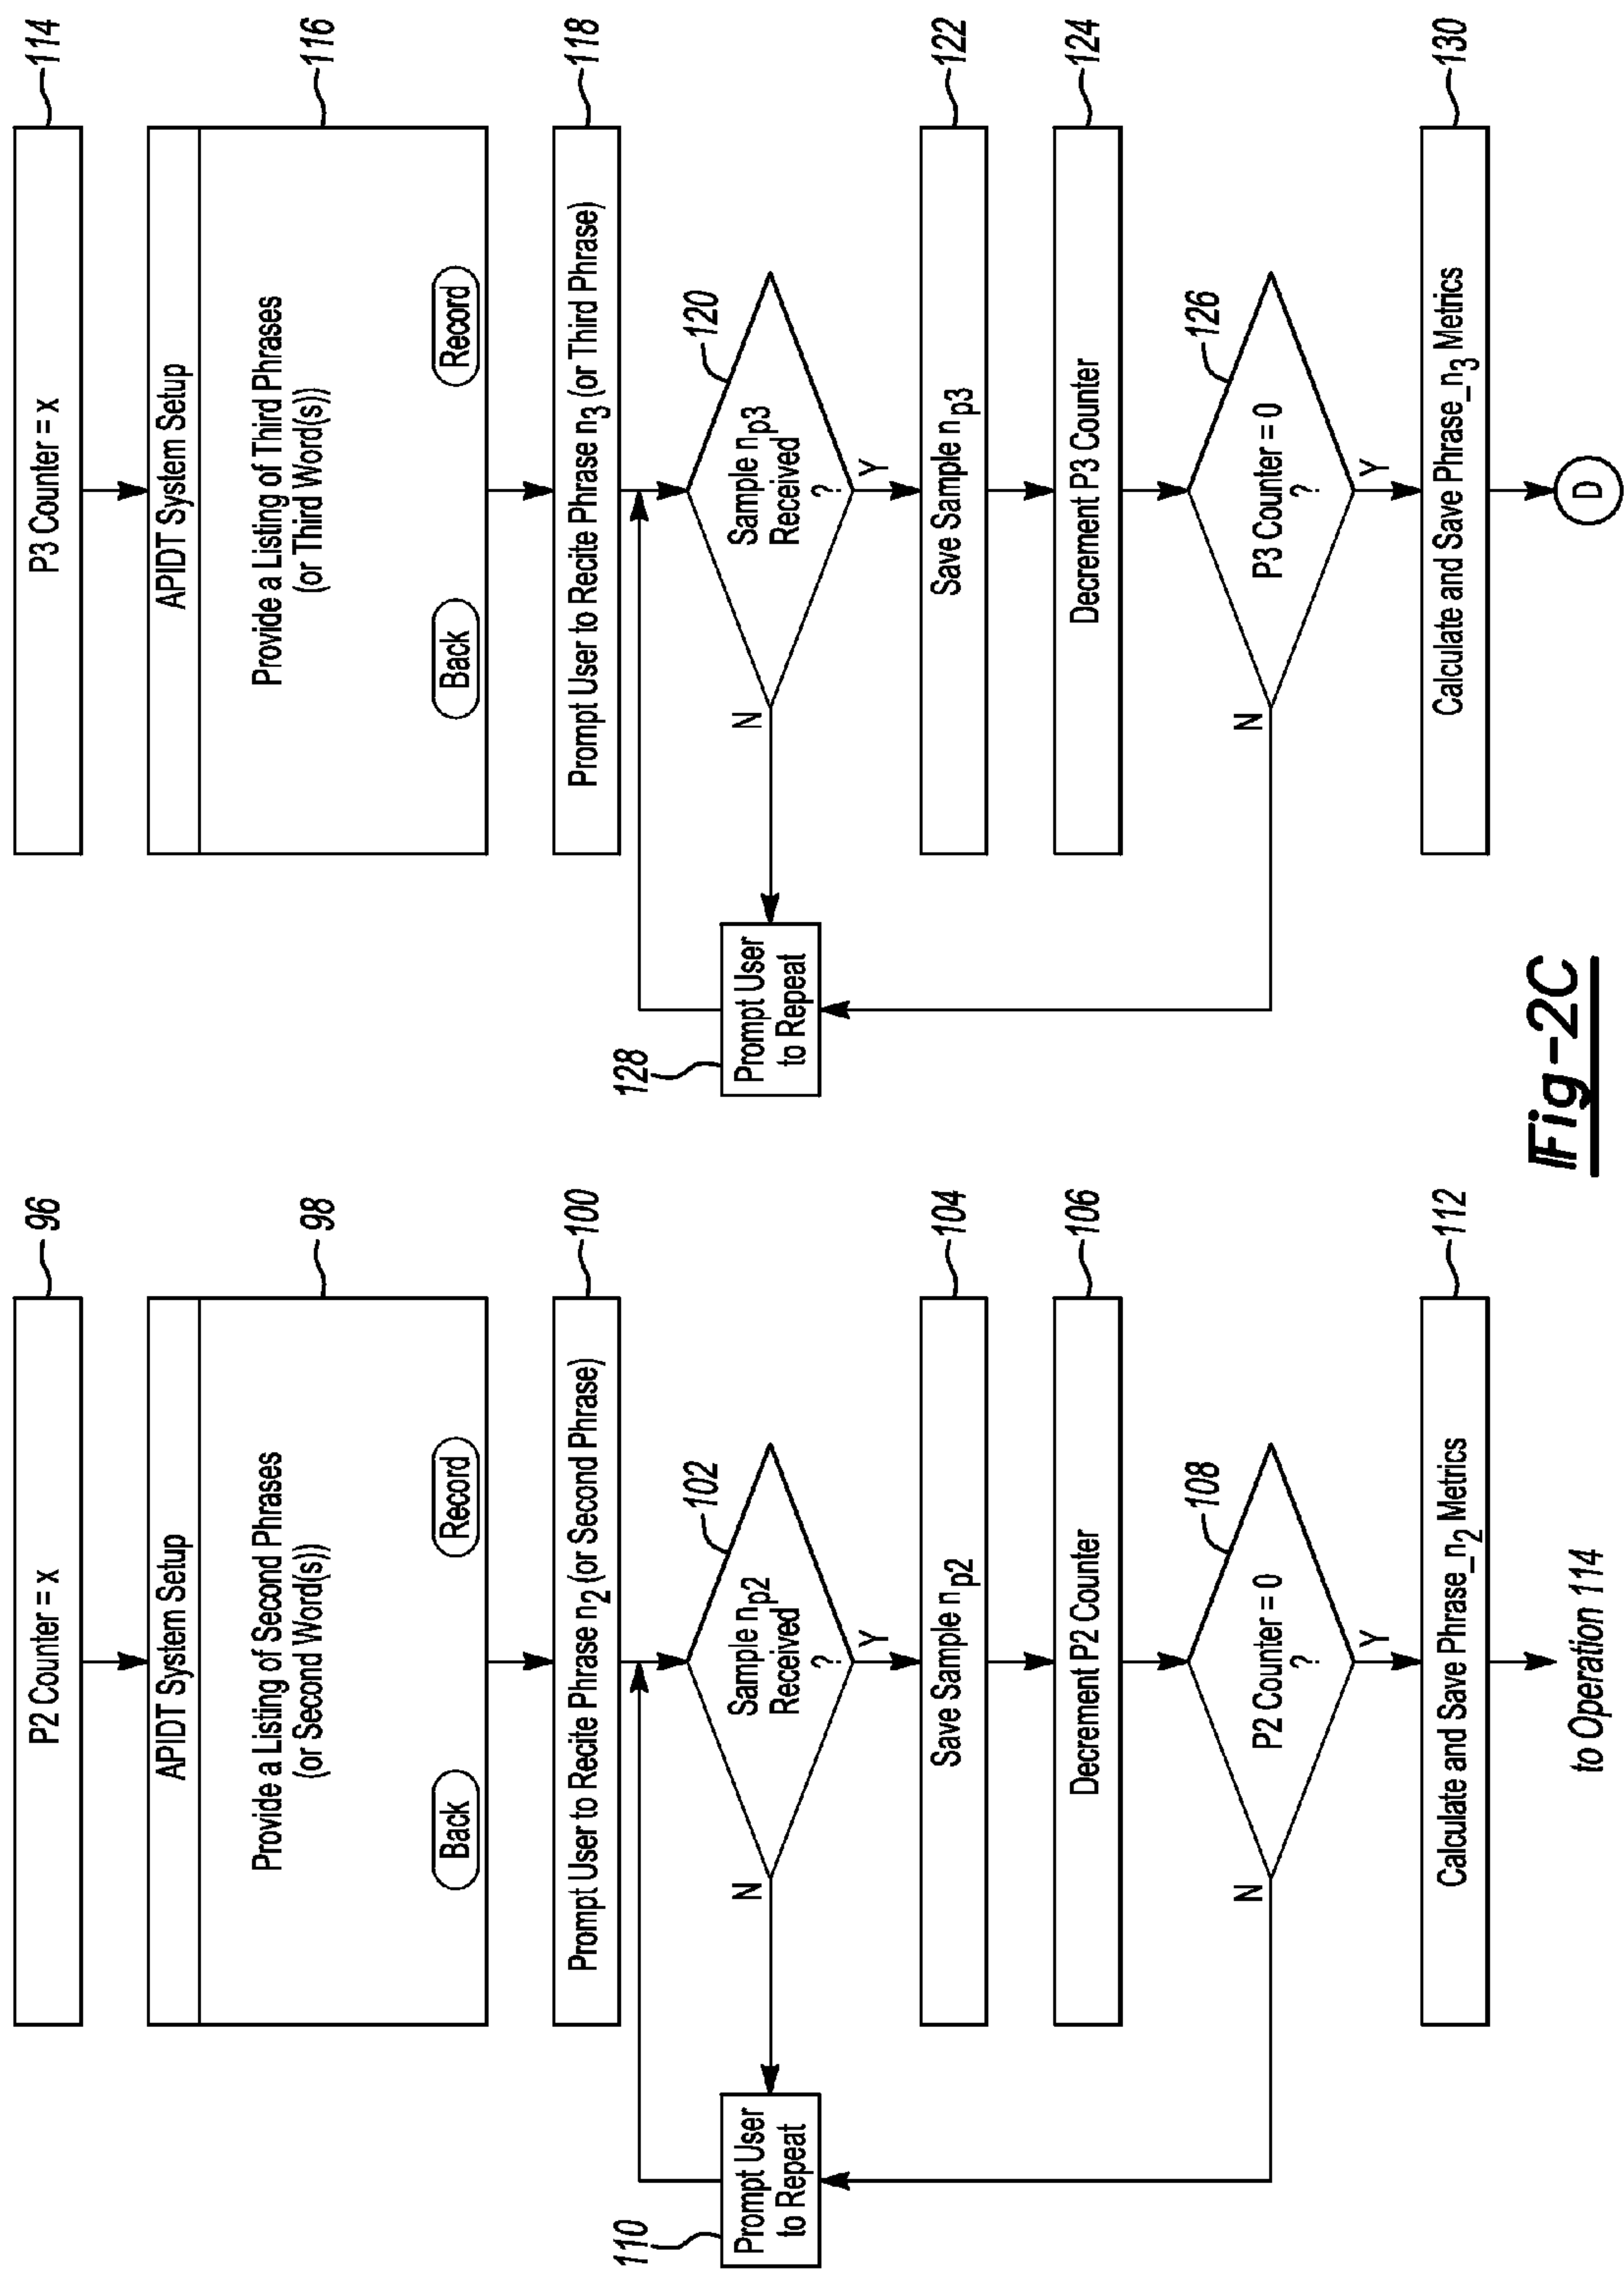 P2 Counter = x
96
APIDT System Setup
Provide a Listing of Second Phrases
(or Second Word(s))
Back
Record
98
Prompt User to Recite Phrase n2 (or Second Phrase)
100
Sample np2
Received
?
102
N
Y
Prompt User
to Repeat
110
Save Sample np2
104
Decrement P2 Counter
106
P2 Counter = 0
?
108
N
Y
Calculate and Save Phrase_n2 Metrics
112
to Operation 114
P3 Counter = x
114
APIDT System Setup
Provide a Listing of Third Phrases
(or Third Word(s))
Back
Record
116
Prompt User to Recite Phrase n3 (or Third Phrase)
118
Sample np3
Received
?
120
N
Y
Prompt User
to Repeat
128
Save Sample np3
122
Decrement P3 Counter
124
P3 Counter = 0
?
126
N
Y
Calculate and Save Phrase_n3 Metrics
130
D
Fig-2C